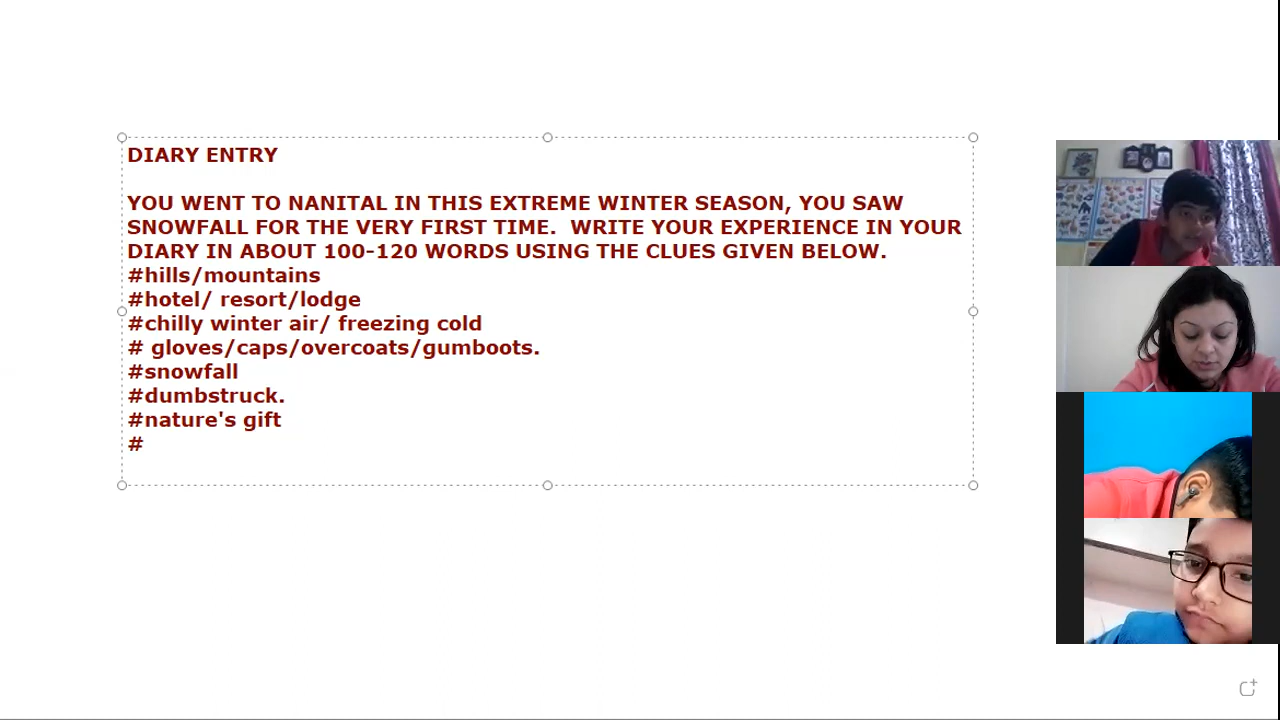 DIARY ENTRY
YOU WENT TO NANITAL IN THIS EXTREME WINTER SEASON, YOU SAW
SNOWFALL FOR THE VERY FIRST TIME.  WRITE YOUR EXPERIENCE IN YOUR
DIARY IN ABOUT 100-120 WORDS USING THE CLUES GIVEN BELOW.
#hills/mountains
#hotel/ resort/lodge
#chilly winter air/ freezing cold
# gloves/caps/overcoats/gumboots.
#snowfall
#dumbstruck.
#nature's gift
#